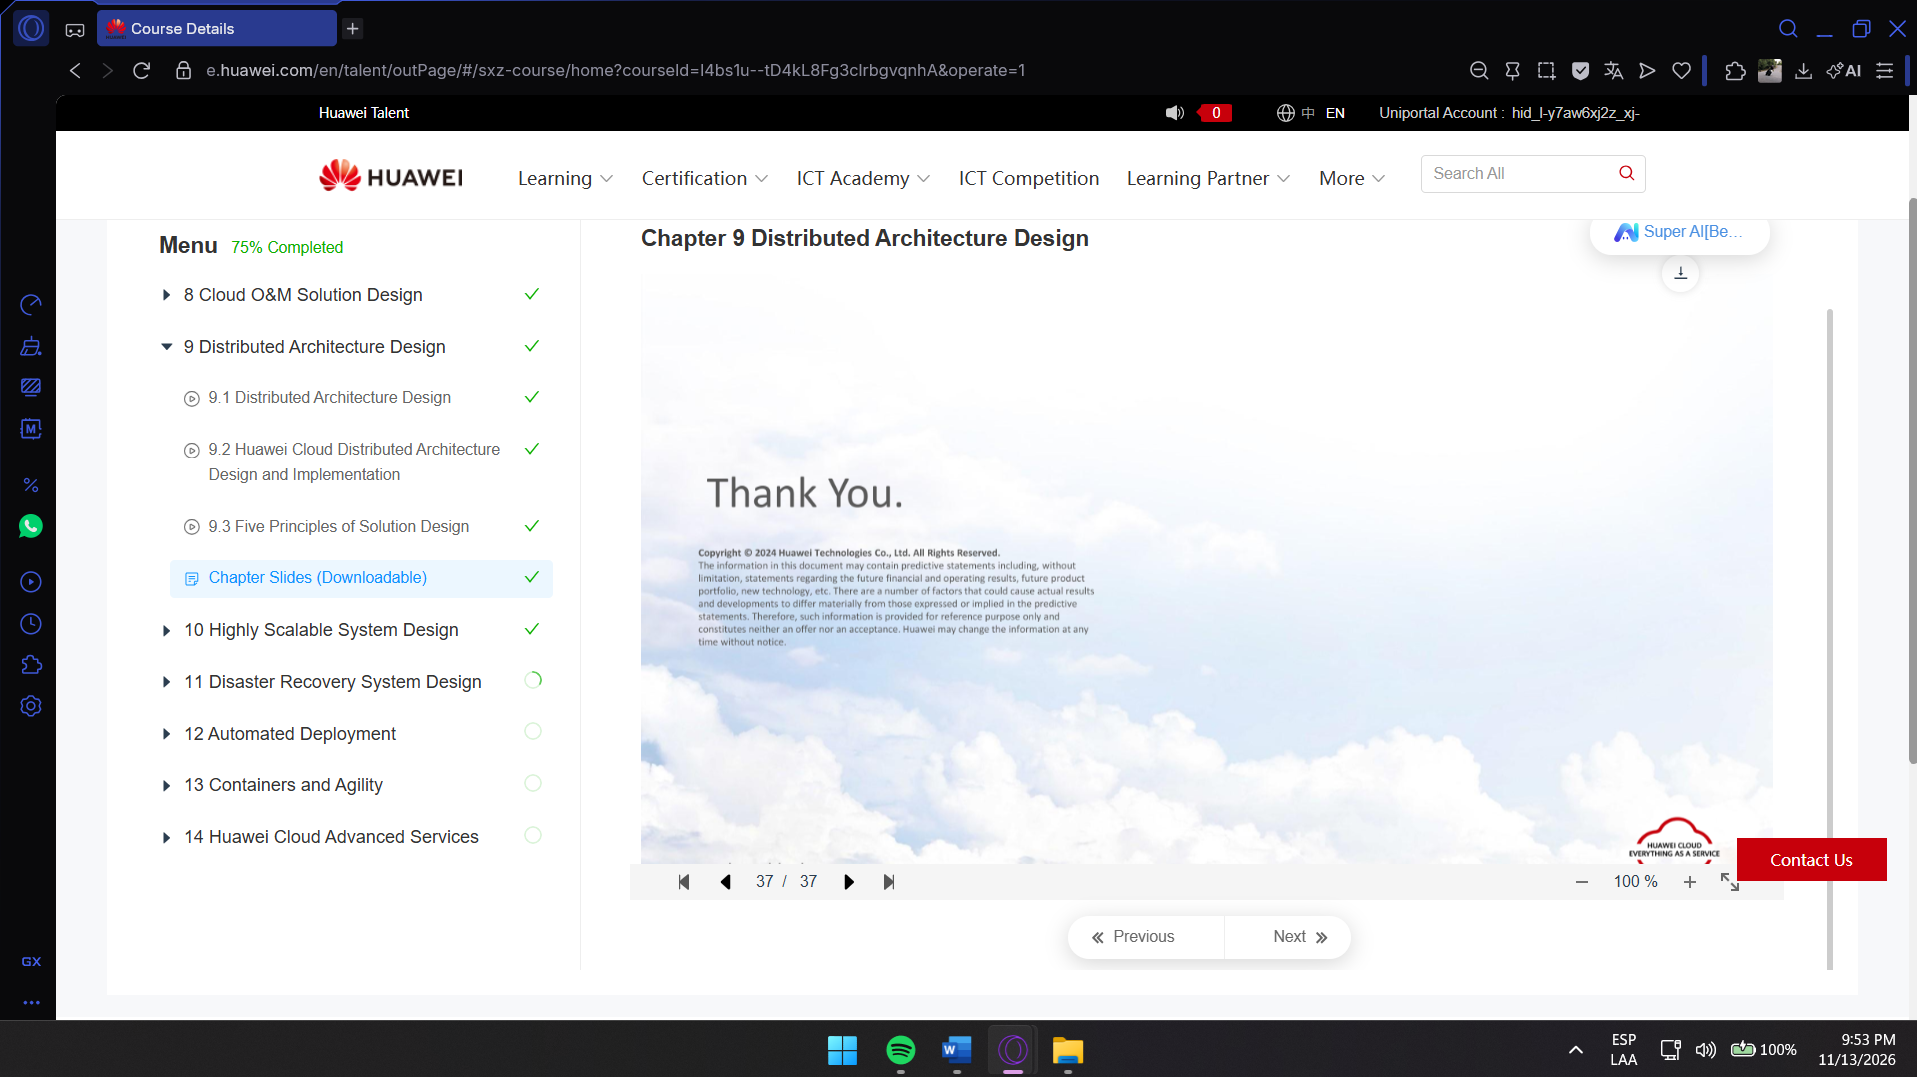 Course Details
e.huawei.com/en/talent/outPage/#/sxz-course/home?courseId=I4bs1u--tD4kL8Fg3cIrbgvqnhA&operate=1
AI
Huawei Talent
0
中 EN
Uniportal Account : hid_l-y7aw6xj2z_xj-
HUAWEI
Learning
Certification
ICT Academy
ICT Competition
Learning Partner
More
Search All
Menu 75% Completed
8 Cloud O&M Solution Design
9 Distributed Architecture Design
9.1 Distributed Architecture Design
9.2 Huawei Cloud Distributed Architecture
Design and Implementation
9.3 Five Principles of Solution Design
Chapter Slides (Downloadable)
10 Highly Scalable System Design
11 Disaster Recovery System Design
12 Automated Deployment
13 Containers and Agility
14 Huawei Cloud Advanced Services
Chapter 9 Distributed Architecture Design
Super AI[Be...
Thank You.
Copyright © 2024 Huawei Technologies Co., Ltd. All Rights Reserved.
The information in this document may contain predictive statements including, without
limitation, statements regarding the future financial and operating results, future product
portfolio, new technology, etc. There are a number of factors that could cause actual results
and developments to differ materially from those expressed or implied in the predictive
statements. Therefore, such information is provided for reference purpose only and
constitutes neither an offer nor an acceptance. Huawei may change the information at any
time without notice.
HUAWEI CLOUD
EVERYTHING AS A SERVICE
Contact Us
37 / 37
100 %
Previous
Next
M
GX
W
ESP
LAA
100%
9:53 PM
11/13/2026